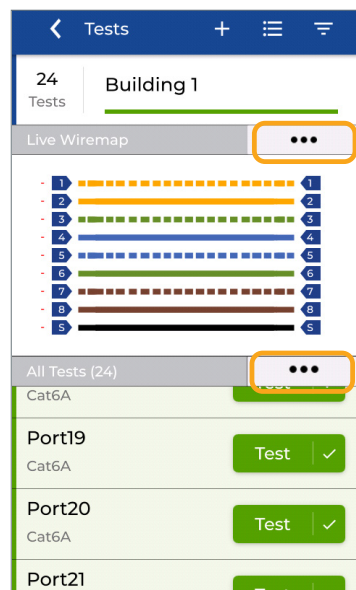 Tests
24
Tests
Building 1
Live Wiremap
- 1 1
- 2 2
- 3 3
- 4 4
- 5 5
- 6 6
- 7 7
- 8 8
- S S
All Tests (24)
Cat6A
Port19
Cat6A
Test
Port20
Cat6A
Test
Port21